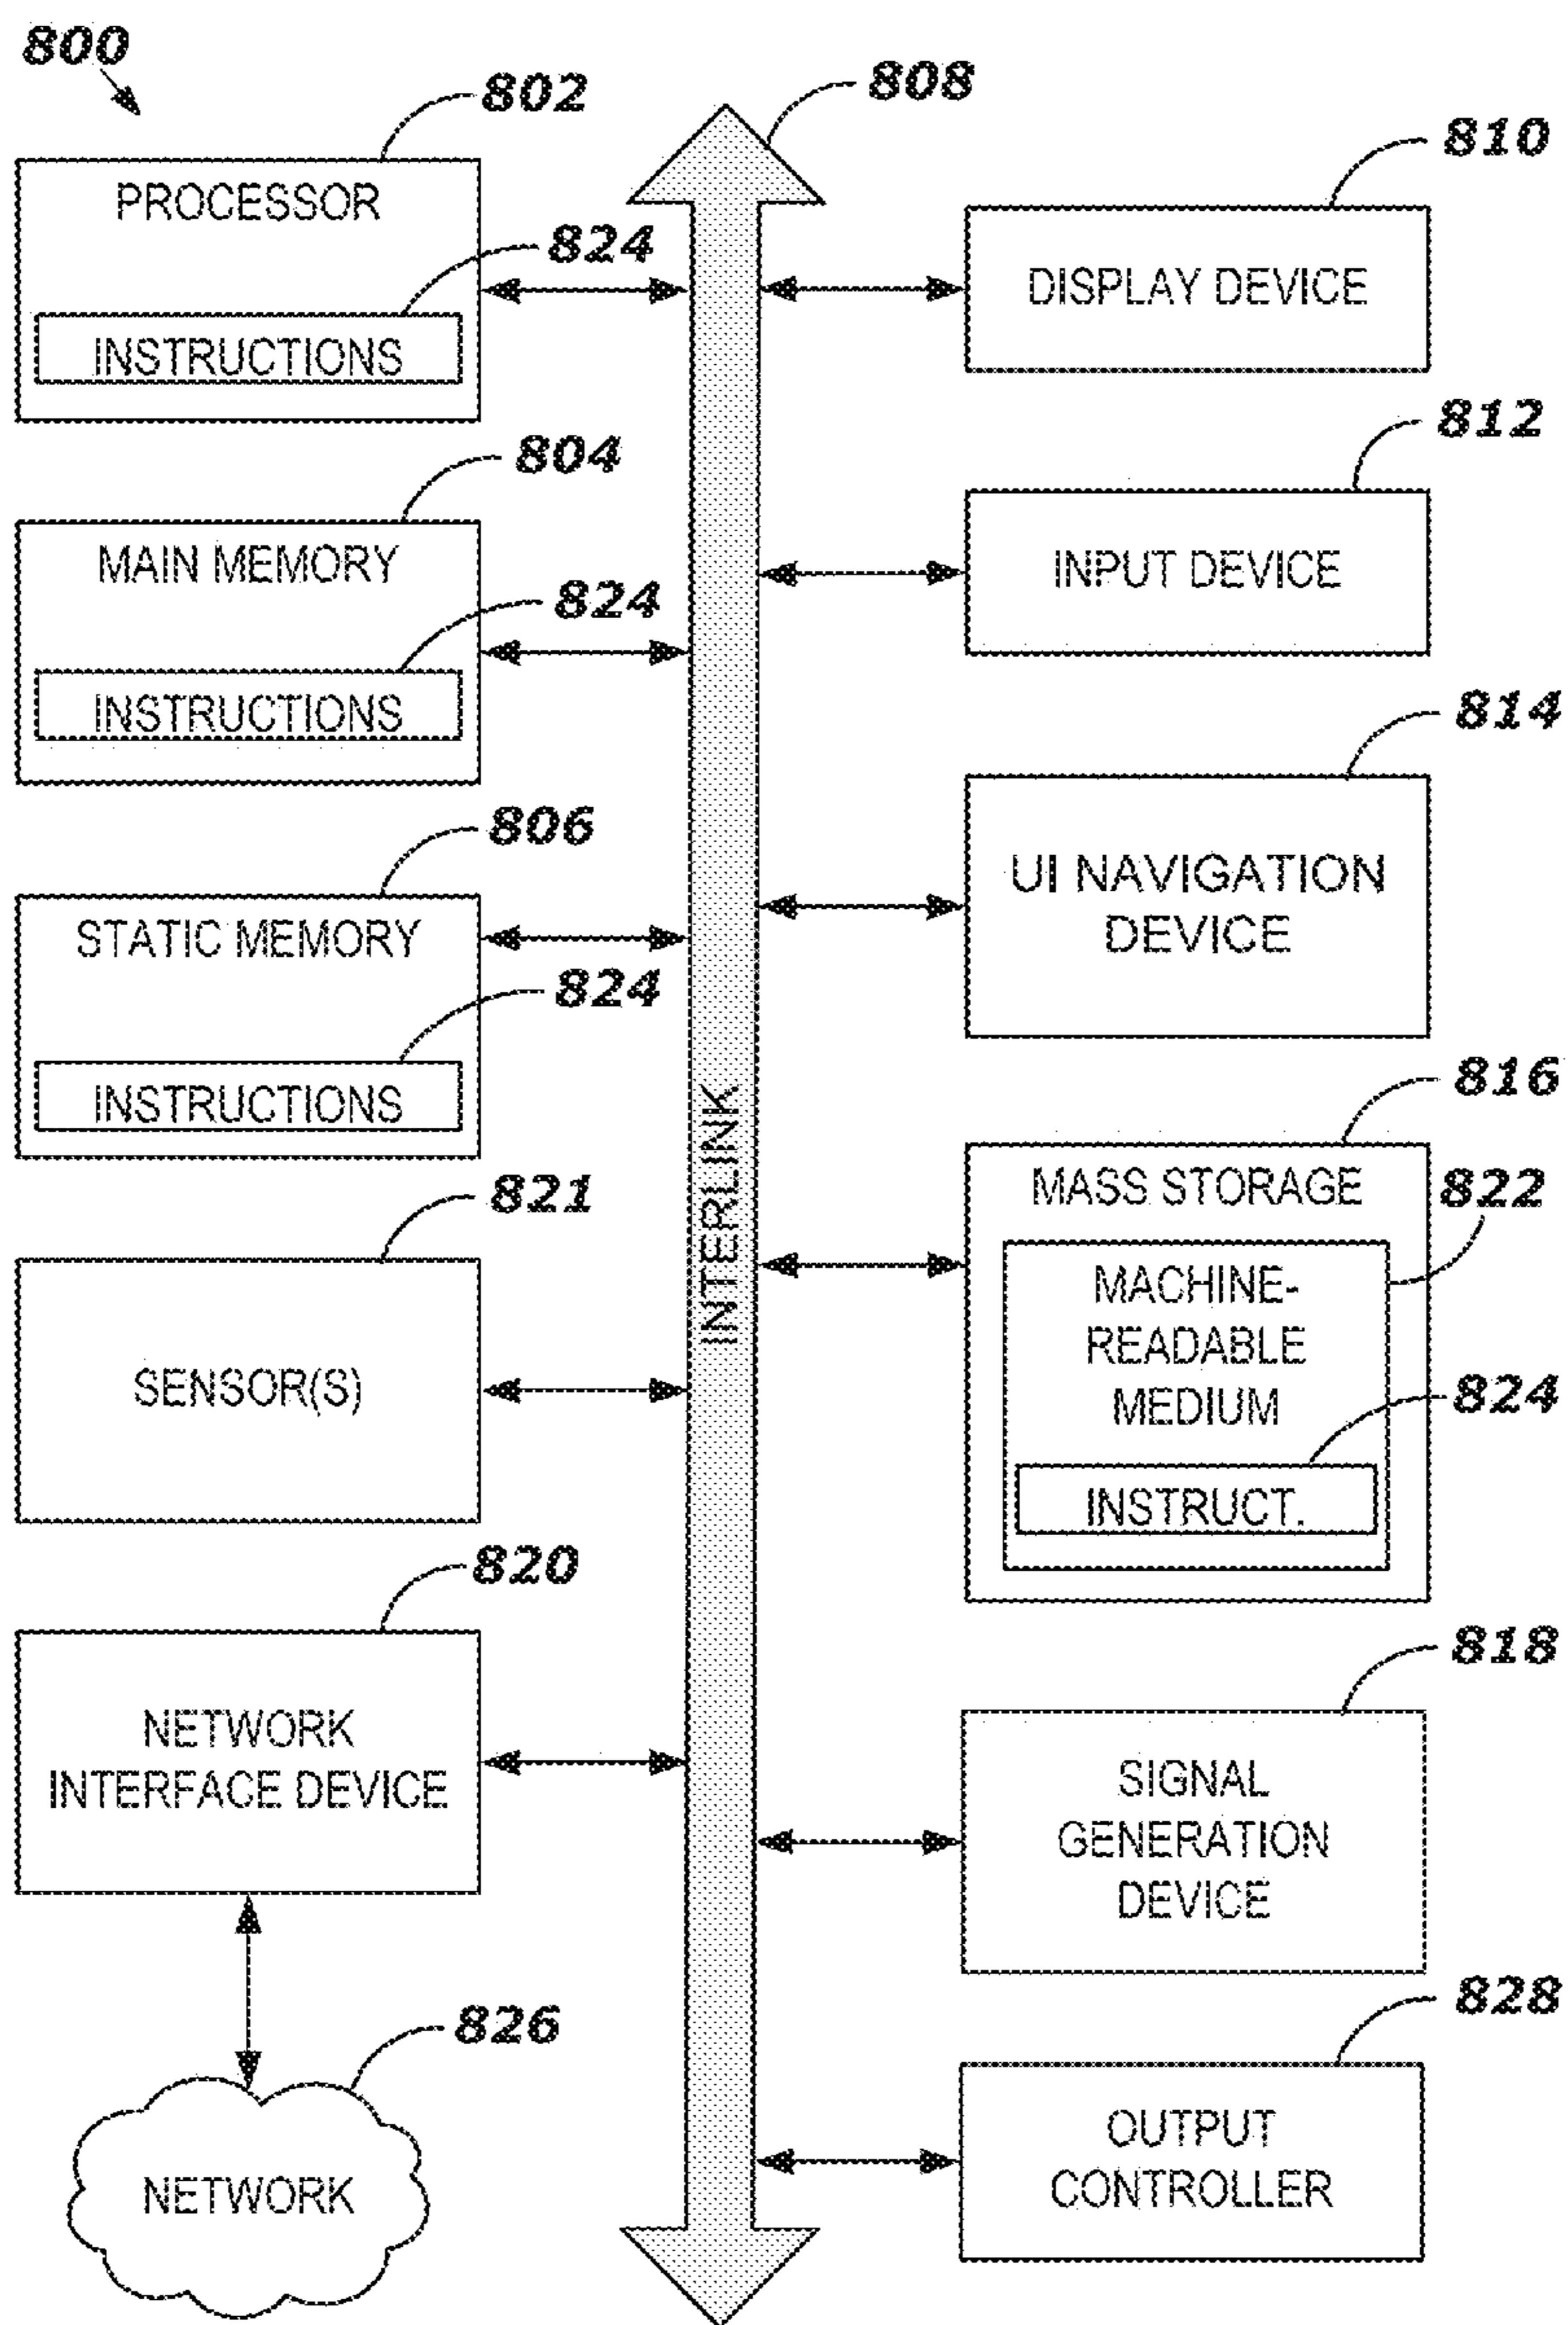 800
802
PROCESSOR
824
INSTRUCTIONS
804
MAIN MEMORY
824
INSTRUCTIONS
806
STATIC MEMORY
824
INSTRUCTIONS
821
SENSOR(S)
820
NETWORK
INTERFACE DEVICE
826
NETWORK
808
INTERLINK
810
DISPLAY DEVICE
812
INPUT DEVICE
814
UI NAVIGATION
DEVICE
816
MASS STORAGE
822
MACHINE-
READABLE
MEDIUM
824
INSTRUCT.
818
SIGNAL
GENERATION
DEVICE
828
OUTPUT
CONTROLLER